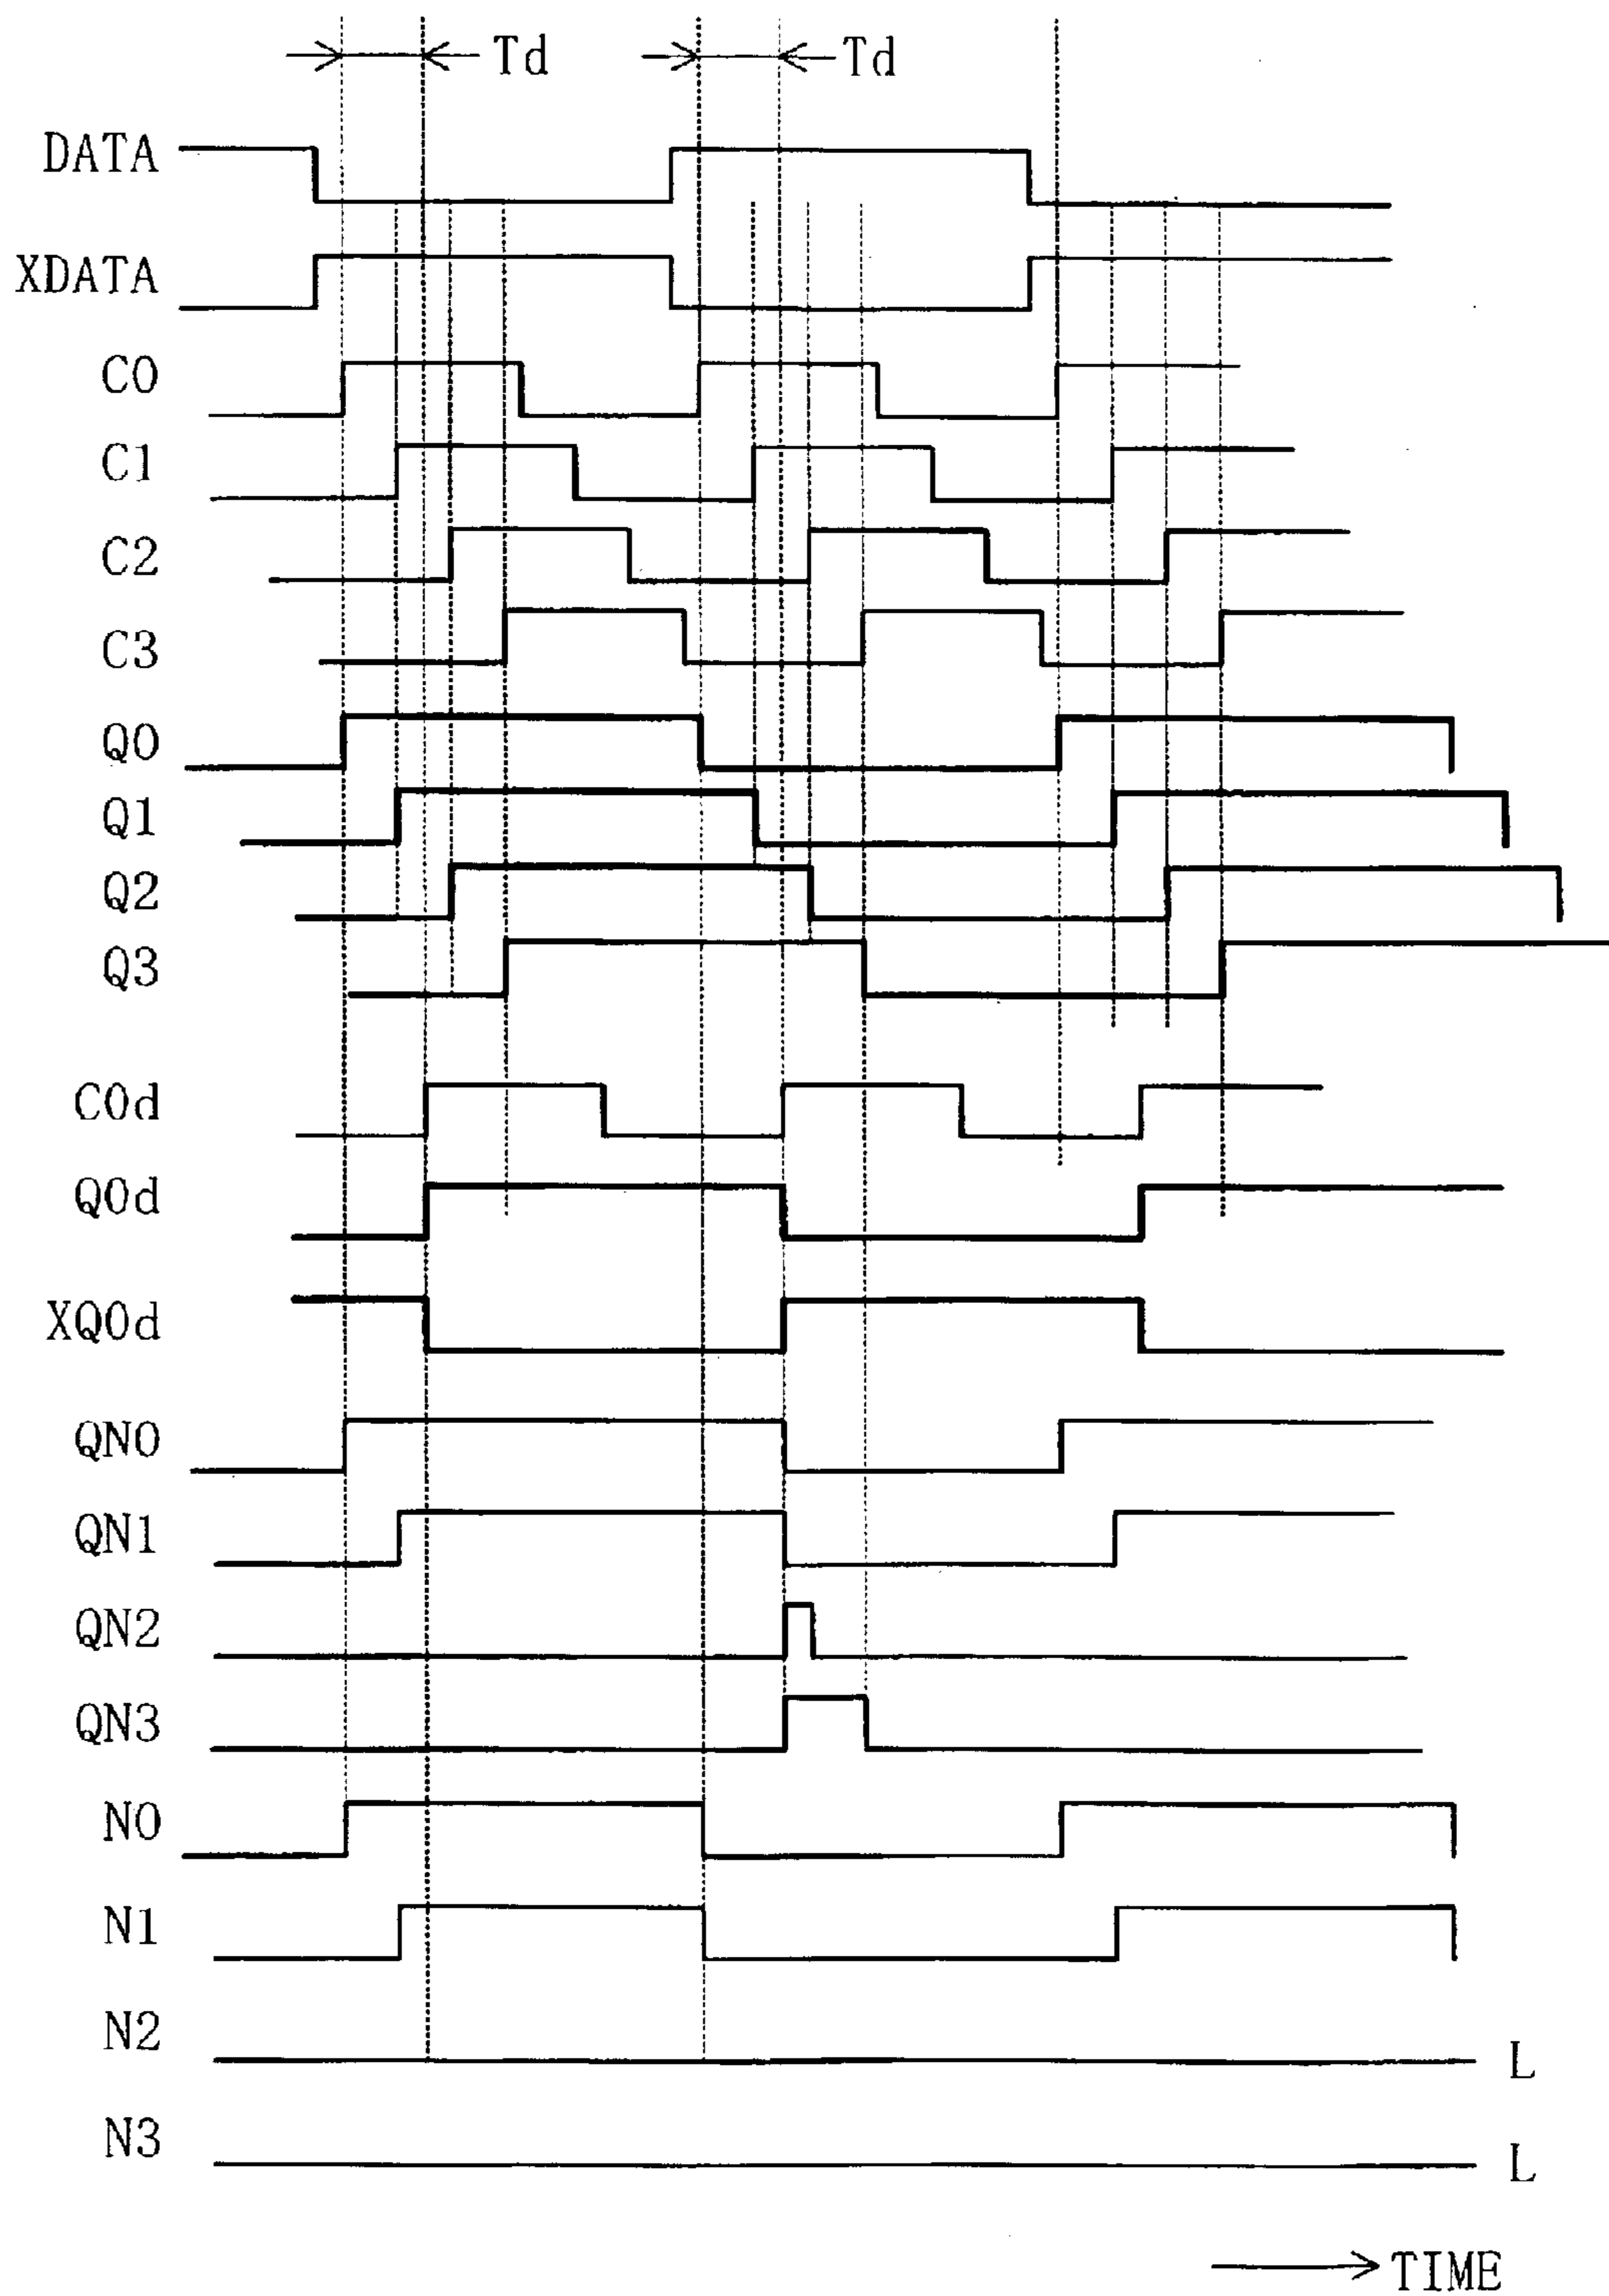 Td Td
DATA
XDATA
C0
C1
C2
C3
Q0
Q1
Q2
Q3
C0d
Q0d
XQ0d
QN0
QN1
QN2
QN3
N0
N1
N2 L
N3 L
TIME